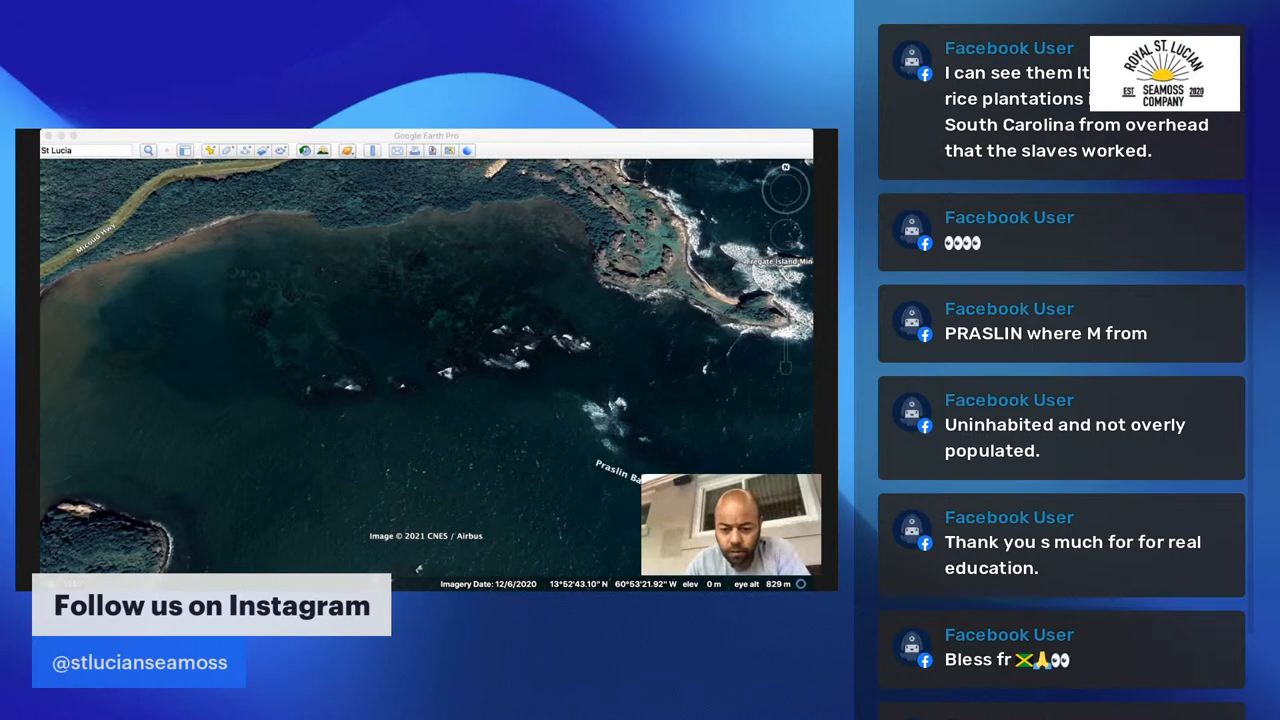 Google Earth Pro
St Lucia
N
Micoud Hwy
Fregate Island Min
Praslin Ba
Image © 2021 CNES / Airbus
Imagery Date: 12/6/2020 13°52'43.10" N 60°53'21.92" W elev 0 m eye alt 829 m
Follow us on Instagram
@stlucianseamoss
Facebook User
I can see them It
rice plantations i
South Carolina from overhead
that the slaves worked.
ROYAL ST. LUCIAN
EST 2020
SEAMOSS
COMPANY
Facebook User
👀👀
Facebook User
PRASLIN where M from
Facebook User
Uninhabited and not overly
populated.
Facebook User
Thank you s much for for real
education.
Facebook User
Bless fr 🇯🇲🙏👀